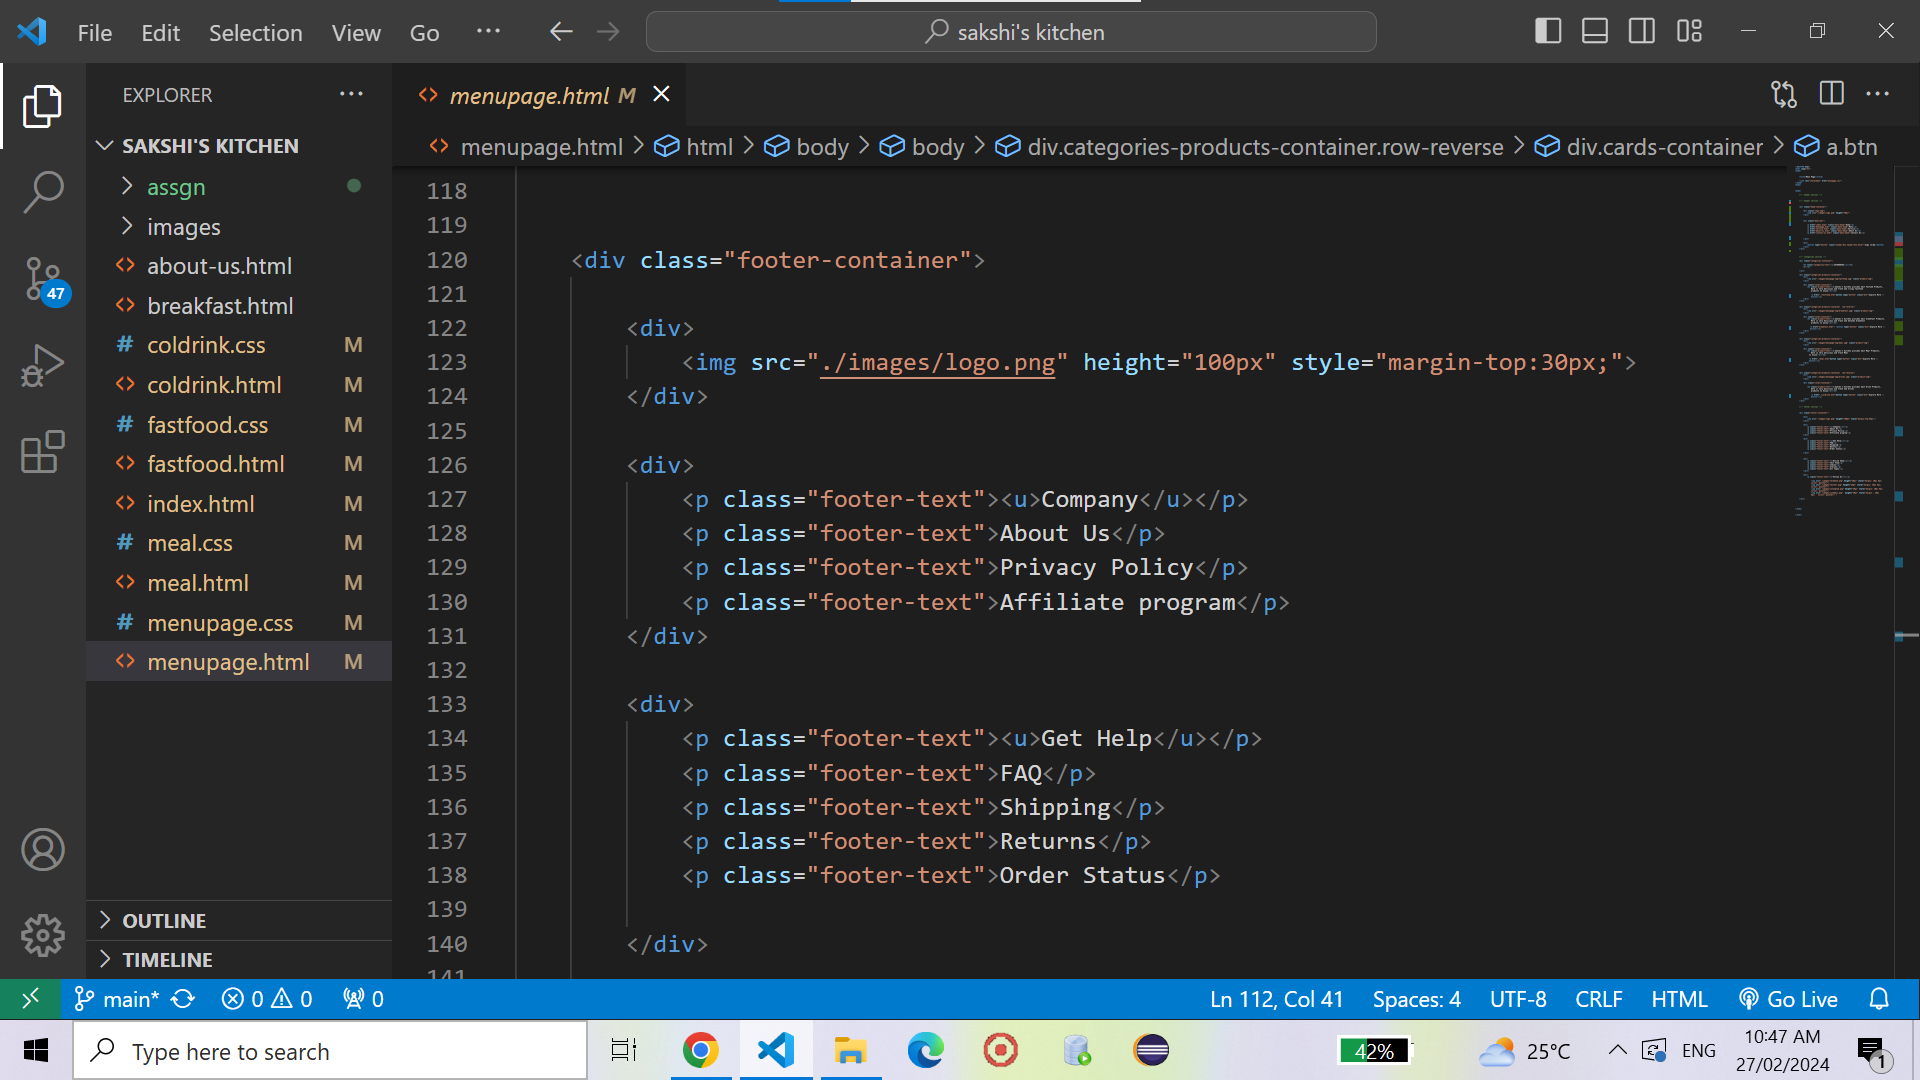 File Edit Selection View Go ··· sakshi's kitchen
EXPLORER ···
menupage.html M
menupage.html > html > body > body > div.categories-products-container.row-reverse > div.cards-container > a.btn
SAKSHI'S KITCHEN
assgn
images
about-us.html
breakfast.html
# coldrink.css M
coldrink.html M
# fastfood.css M
fastfood.html M
index.html M
# meal.css M
meal.html M
# menupage.css M
menupage.html M
47
OUTLINE
TIMELINE
118
119
120 <div class="footer-container">
121
122 <div>
123 <img src="./images/logo.png" height="100px" style="margin-top:30px;">
124 </div>
125
126 <div>
127 <p class="footer-text"><u>Company</u></p>
128 <p class="footer-text">About Us</p>
129 <p class="footer-text">Privacy Policy</p>
130 <p class="footer-text">Affiliate program</p>
131 </div>
132
133 <div>
134 <p class="footer-text"><u>Get Help</u></p>
135 <p class="footer-text">FAQ</p>
136 <p class="footer-text">Shipping</p>
137 <p class="footer-text">Returns</p>
138 <p class="footer-text">Order Status</p>
139
140 </div>
141
main* 0 0 0 Ln 112, Col 41 Spaces: 4 UTF-8 CRLF HTML Go Live
Type here to search 42% 25°C ENG 10:47 AM
27/02/2024 1